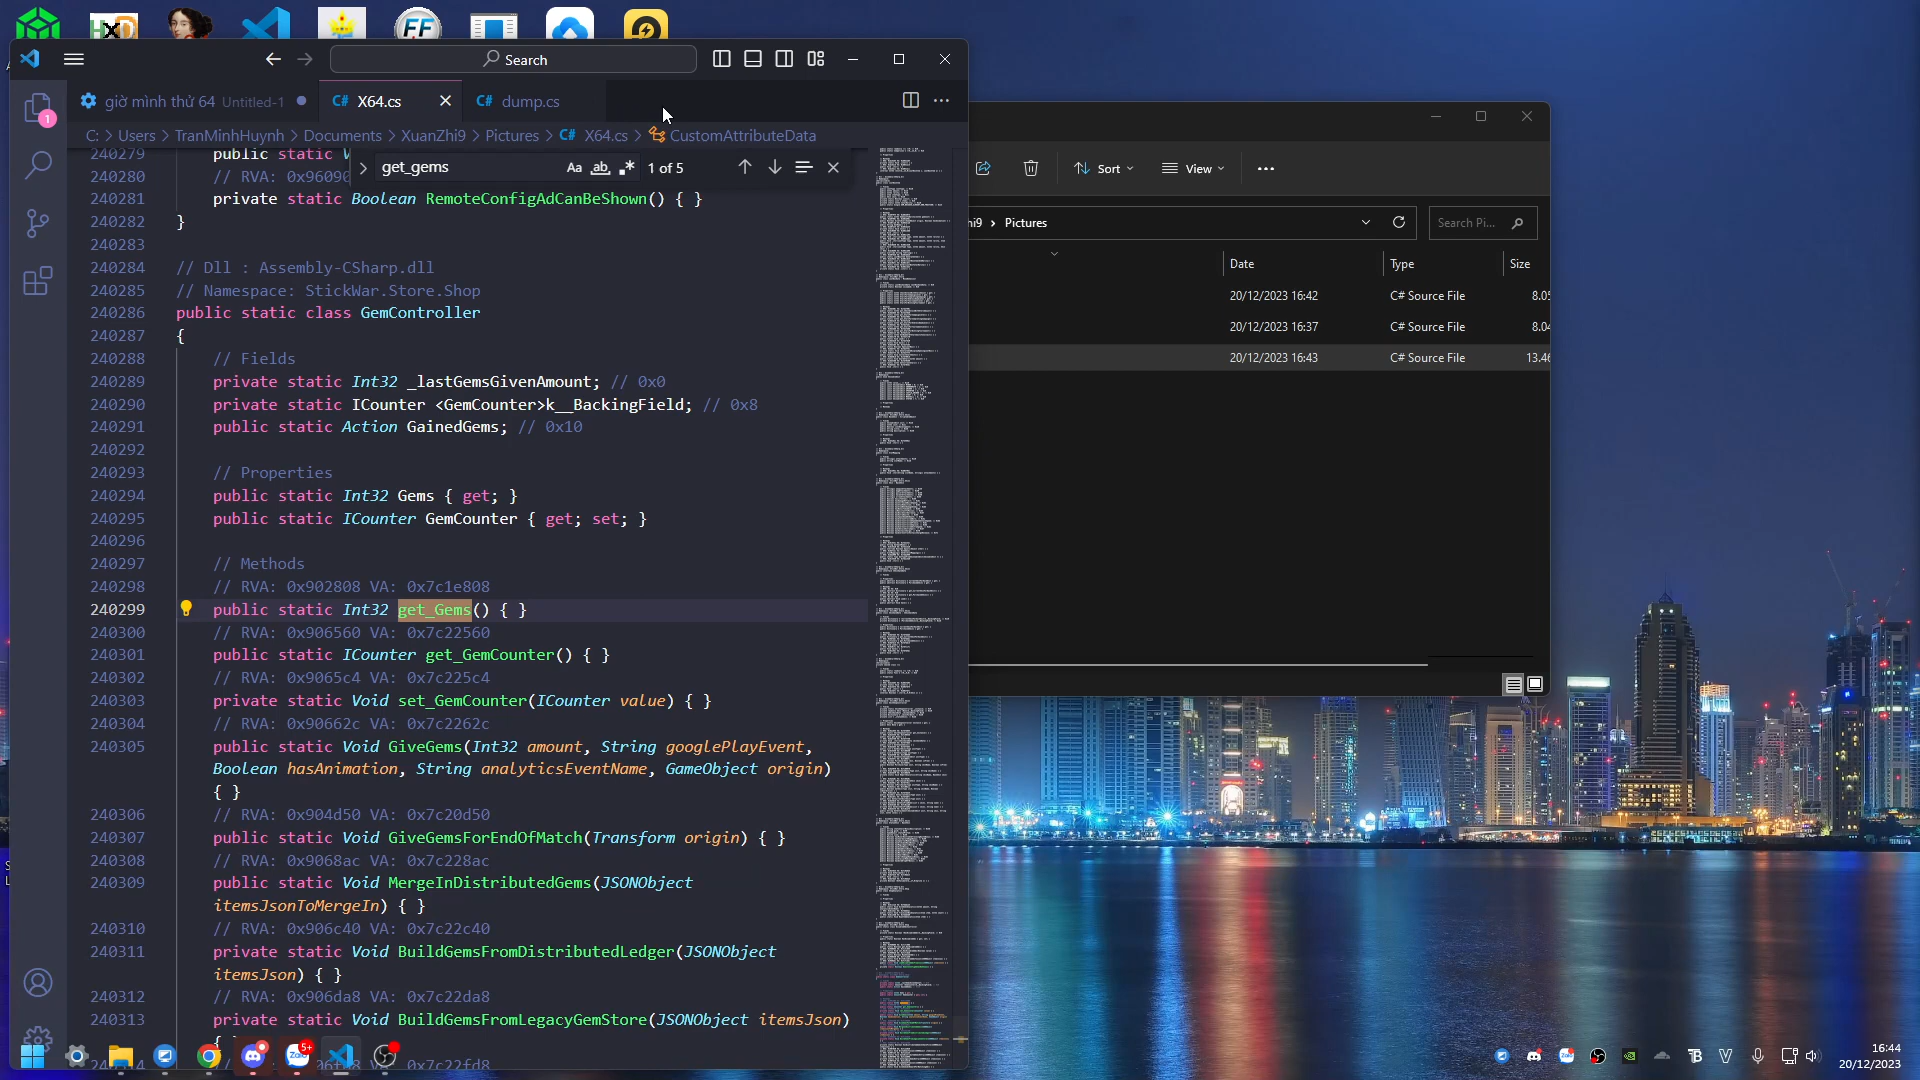 Search
giờ mình thử 64 Untitled-1
C# X64.cs
C# dump.cs
C: > Users > TranMinhHuynh > Documents > XuanZhi9 > Pictures > C# X64.cs > CustomAttributeData
get_gems
Aa
ab
1 of 5
240279 public static V
240280 // RVA: 0x96090
240281 private static Boolean RemoteConfigAdCanBeShown() { }
240282 }
240283
240284 // Dll : Assembly-CSharp.dll
240285 // Namespace: StickWar.Store.Shop
240286 public static class GemController
240287 {
240288 // Fields
240289 private static Int32 _lastGemsGivenAmount; // 0x0
240290 private static ICounter <GemCounter>k__BackingField; // 0x8
240291 public static Action GainedGems; // 0x10
240292
240293 // Properties
240294 public static Int32 Gems { get; }
240295 public static ICounter GemCounter { get; set; }
240296
240297 // Methods
240298 // RVA: 0x902808 VA: 0x7c1e808
240299 public static Int32 get_Gems() { }
240300 // RVA: 0x906560 VA: 0x7c22560
240301 public static ICounter get_GemCounter() { }
240302 // RVA: 0x9065c4 VA: 0x7c225c4
240303 private static Void set_GemCounter(ICounter value) { }
240304 // RVA: 0x90662c VA: 0x7c2262c
240305 public static Void GiveGems(Int32 amount, String googlePlayEvent,
Boolean hasAnimation, String analyticsEventName, GameObject origin)
{ }
240306 // RVA: 0x904d50 VA: 0x7c20d50
240307 public static Void GiveGemsForEndOfMatch(Transform origin) { }
240308 // RVA: 0x9068ac VA: 0x7c228ac
240309 public static Void MergeInDistributedGems(JSONObject
itemsJsonToMergeIn) { }
240310 // RVA: 0x906c40 VA: 0x7c22c40
240311 private static Void BuildGemsFromDistributedLedger(JSONObject
itemsJson) { }
240312 // RVA: 0x906da8 VA: 0x7c22da8
240313 private static Void BuildGemsFromLegacyGemStore(JSONObject itemsJson)
Sort
View
hi9 > Pictures
Search Pi...
Date
Type
Size
20/12/2023 16:42 C# Source File 8.05
20/12/2023 16:37 C# Source File 8.04
20/12/2023 16:43 C# Source File 13.46
16:44
20/12/2023